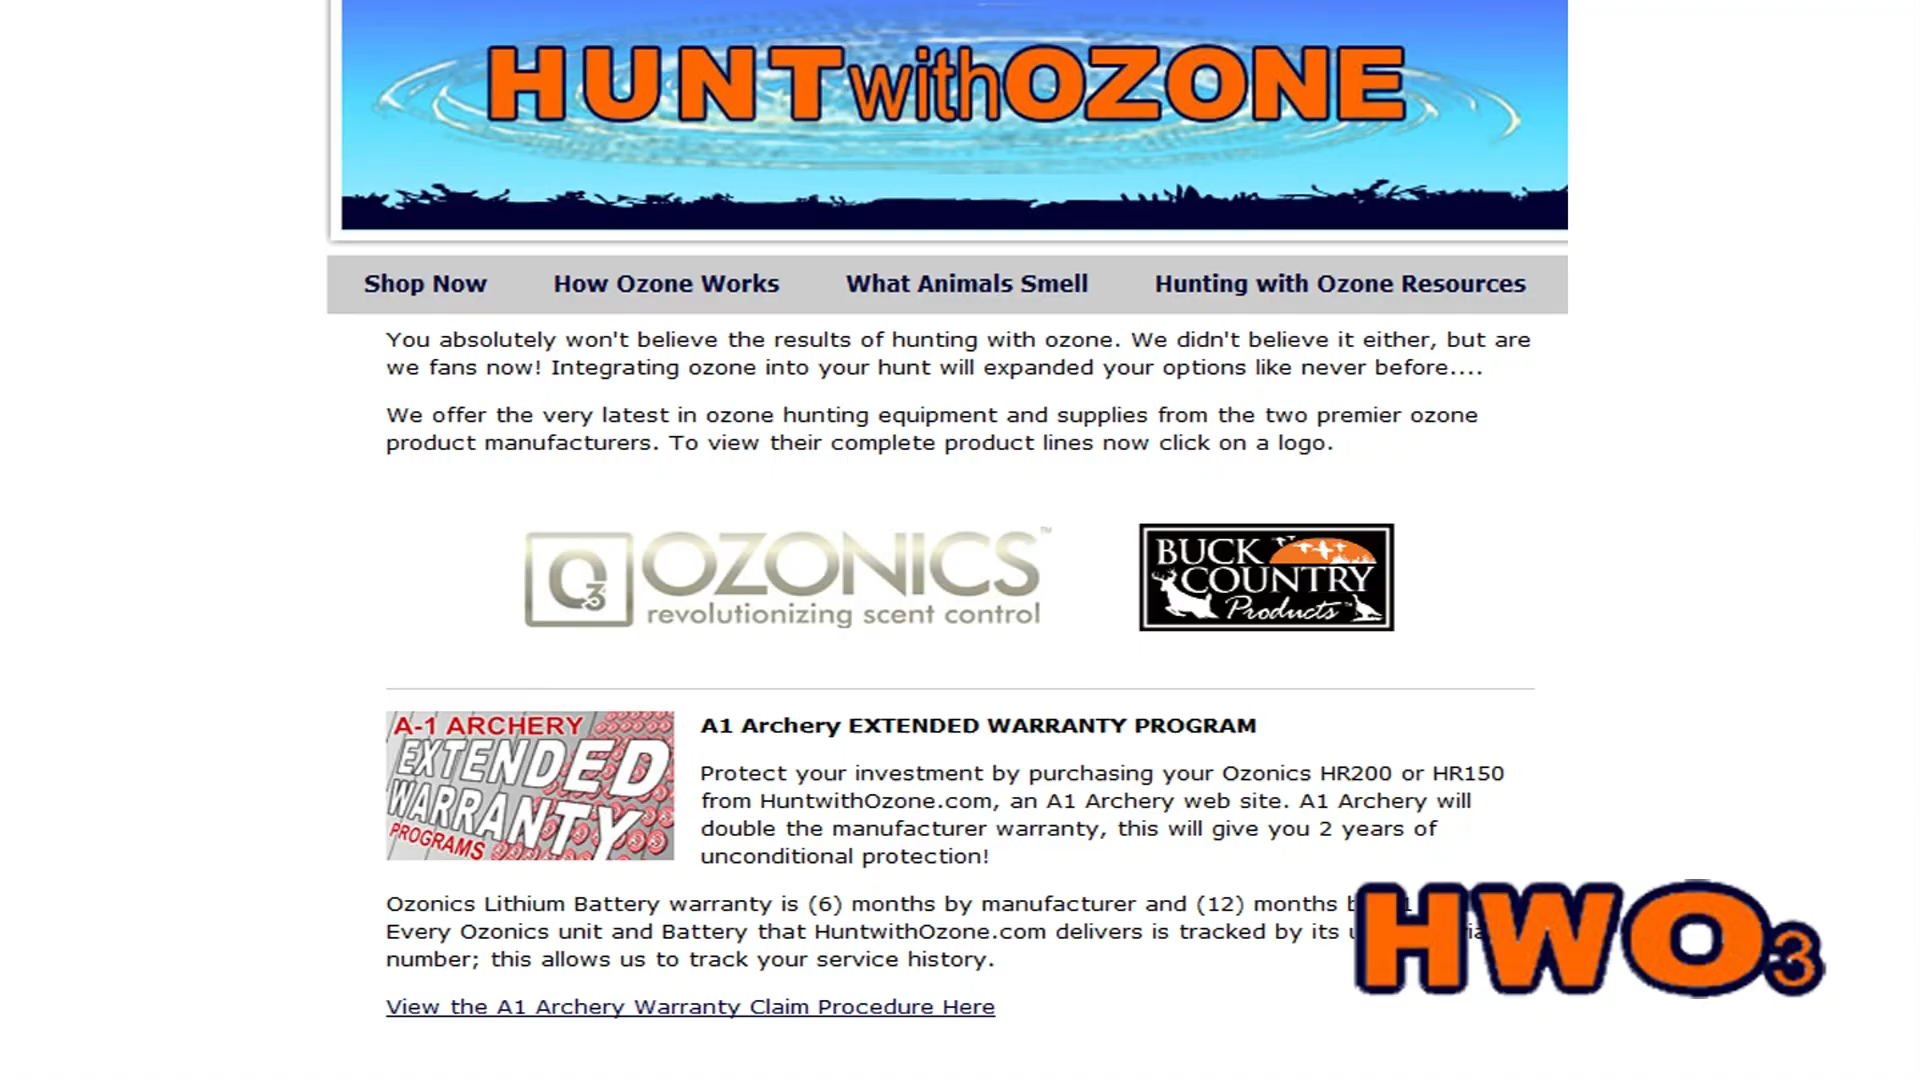 HUNTwithOZONE
Shop Now How Ozone Works What Animals Smell Hunting with Ozone Resources
You absolutely won't believe the results of hunting with ozone. We didn't believe it either, but are
we fans now! Integrating ozone into your hunt will expanded your options like never before....
We offer the very latest in ozone hunting equipment and supplies from the two premier ozone
product manufacturers. To view their complete product lines now click on a logo.
O3 OZONICS™
revolutionizing scent control
BUCK
COUNTRY
Products™
A-1 ARCHERY
EXTENDED
WARRANTY
PROGRAMS
A1 Archery EXTENDED WARRANTY PROGRAM
Protect your investment by purchasing your Ozonics HR200 or HR150
from HuntwithOzone.com, an A1 Archery web site. A1 Archery will
double the manufacturer warranty, this will give you 2 years of
unconditional protection!
Ozonics Lithium Battery warranty is (6) months by manufacturer and (12) months
Every Ozonics unit and Battery that HuntwithOzone.com delivers is tracked by its
number; this allows us to track your service history.
View the A1 Archery Warranty Claim Procedure Here
HWO3